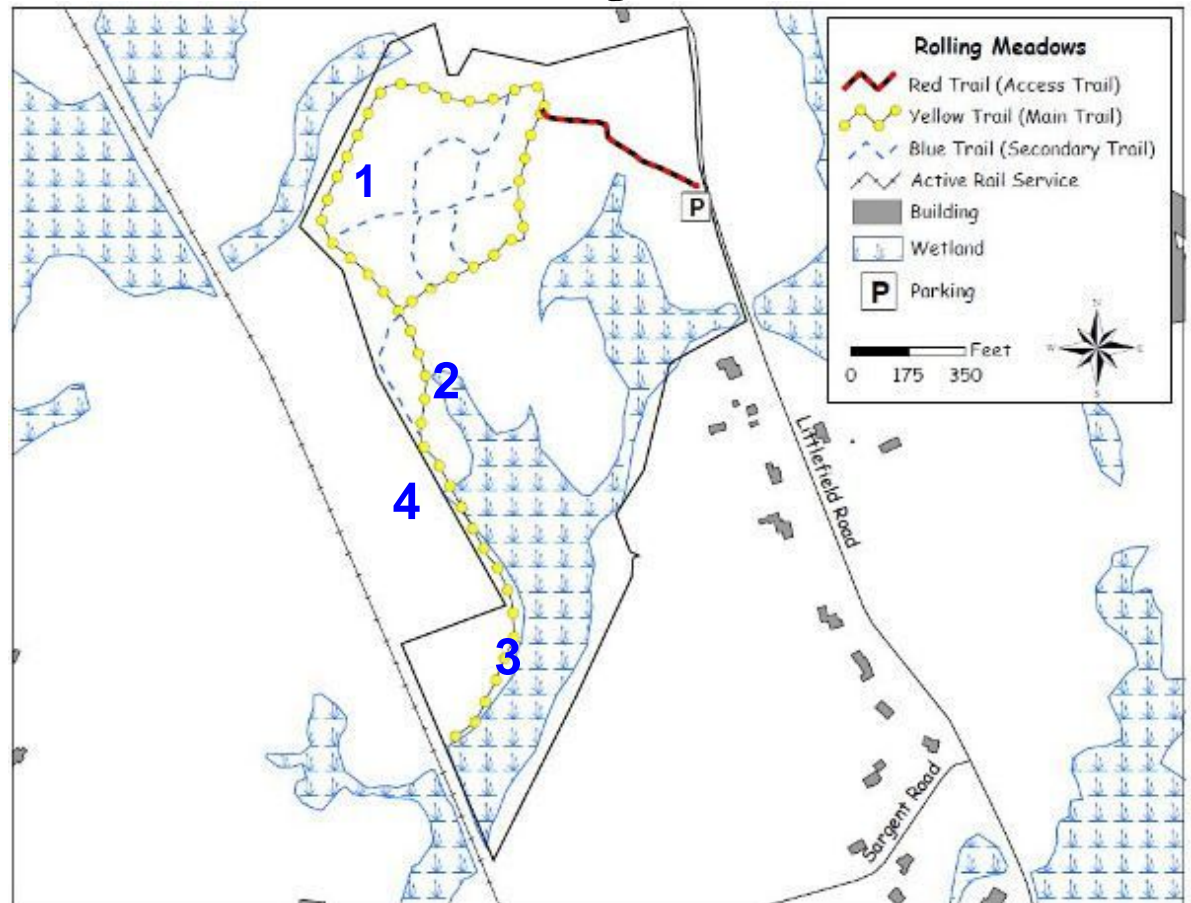 Rolling Meadows
Red Trail (Access Trail)
Yellow Trail (Main Trail)
Blue Trail (Secondary Trail)
Active Rail Service
Building
Wetland
P Parking
Feet
0 175 350
N
W E
S
1
P
2
4
Littlefield Road
3
Sargent Road